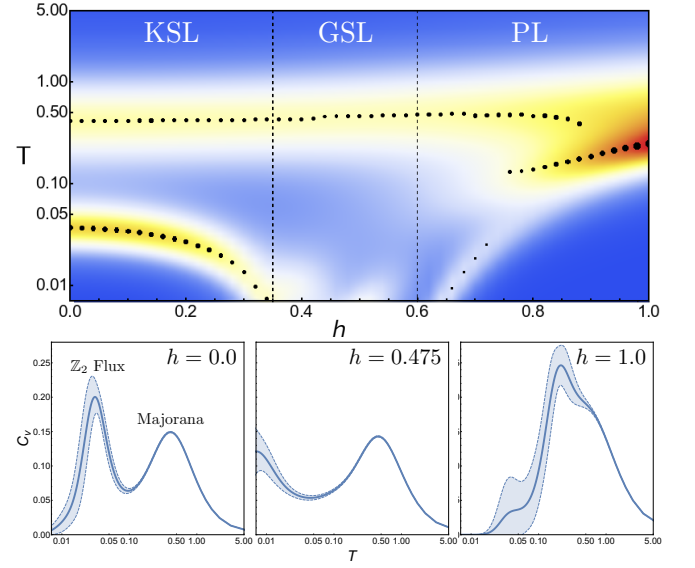 KSL GSL PL
5.00
1.00
0.50
T
0.10
0.05
0.01
0.0 0.2 0.4 0.6 0.8 1.0
h
h = 0.0 h = 0.475 h = 1.0
ℤ₂ Flux
Majorana
0.25
0.20
0.15
0.10
0.05
0.00
C_v
0.01 0.05 0.10 0.50 1.00 5.00 0.01 0.05 0.10 0.50 1.00 5.00 0.01 0.05 0.10 0.50 1.00 5.00
T